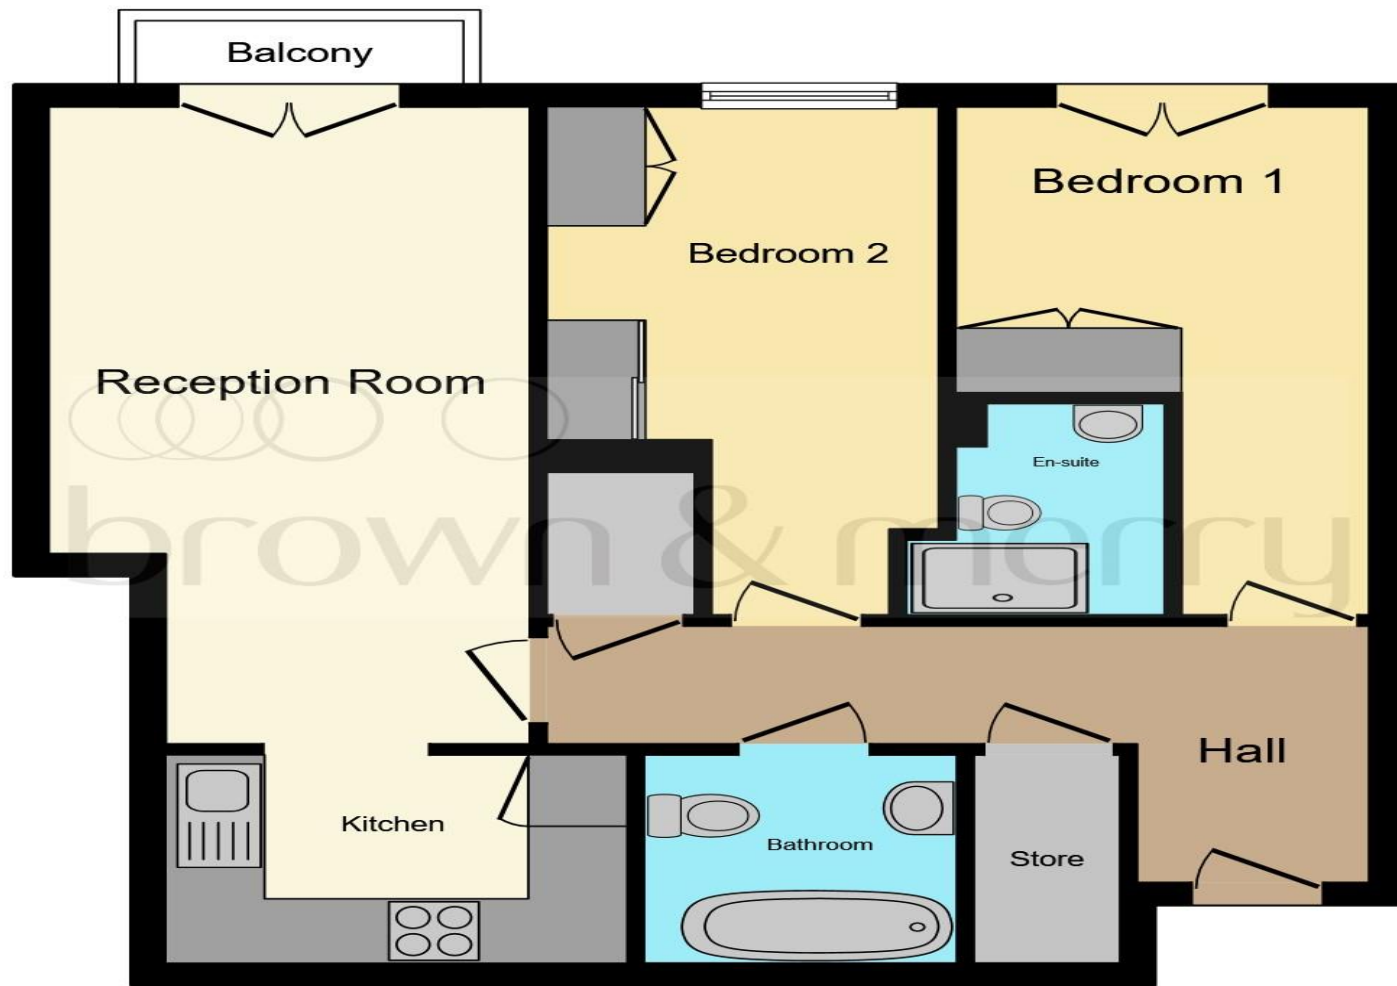 Balcony
Bedroom 1
Bedroom 2
Reception Room
En-suite
brown & merry
Hall
Kitchen
Bathroom
Store